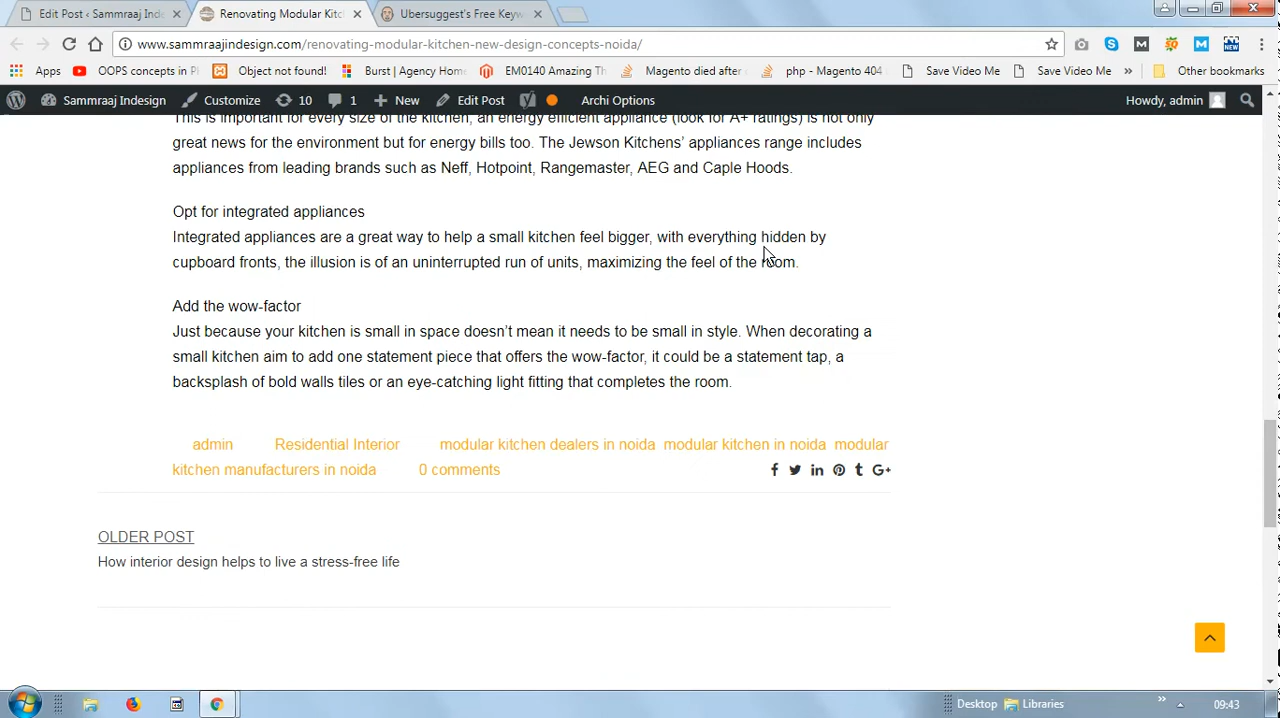 Edit Post ‹ Sammraaj Inde
Renovating Modular Kitc
Ubersuggest's Free Keyw
www.sammraajindesign.com/renovating-modular-kitchen-new-design-concepts-noida/
Apps
OOPS concepts in P
Object not found!
Burst | Agency Home
EM0140 Amazing Th
Magento died after
php - Magento 404
Save Video Me
Save Video Me
»
Other bookmarks
Sammraaj Indesign
Customize
10
1
New
Edit Post
Archi Options
Howdy, admin
This is important for every size of the kitchen, an energy efficient appliance (look for A+ ratings) is not only
great news for the environment but for energy bills too. The Jewson Kitchens’ appliances range includes
appliances from leading brands such as Neff, Hotpoint, Rangemaster, AEG and Caple Hoods.
Opt for integrated appliances
Integrated appliances are a great way to help a small kitchen feel bigger, with everything hidden by
cupboard fronts, the illusion is of an uninterrupted run of units, maximizing the feel of the room.
Add the wow-factor
Just because your kitchen is small in space doesn’t mean it needs to be small in style. When decorating a
small kitchen aim to add one statement piece that offers the wow-factor, it could be a statement tap, a
backsplash of bold walls tiles or an eye-catching light fitting that completes the room.
admin Residential Interior modular kitchen dealers in noida modular kitchen in noida modular
kitchen manufacturers in noida 0 comments
OLDER POST
How interior design helps to live a stress-free life
Desktop
Libraries
»
09:43